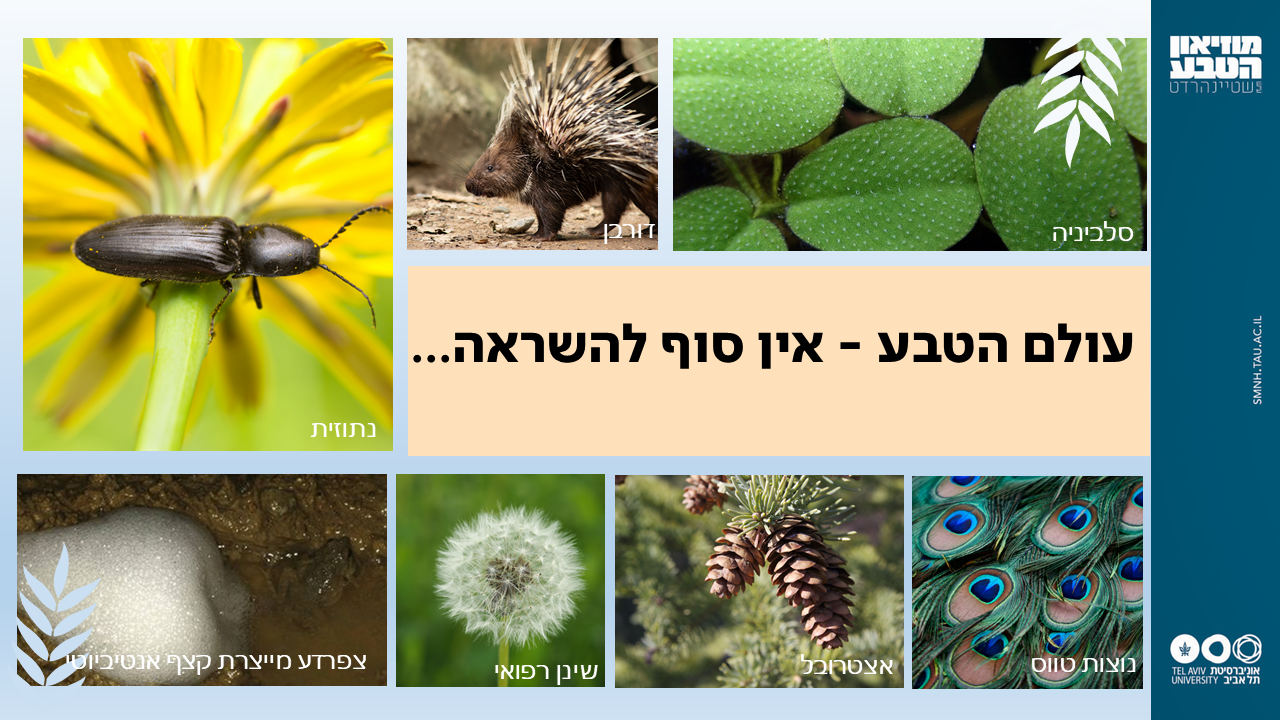 מוזיאון
הטבע
ע״ש שטיינהרדט
סלביניה
דורבן
עולם הטבע - אין סוף להשראה...
נתוזית
נוצות טווס
אצטרובל
שינן רפואי
צפרדע מייצרת קצף אנטיביוטי
SMNH.TAU.AC.IL
אוניברסיטת
תל אביב
TEL AVIV
UNIVERSITY